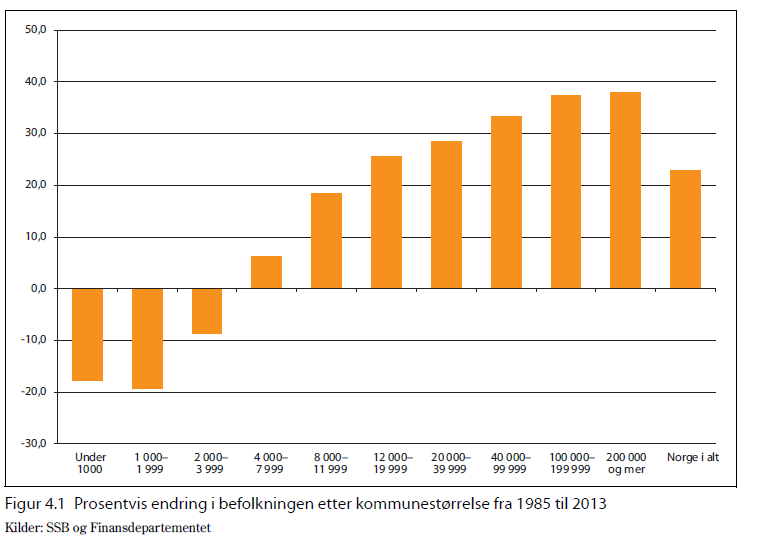 50,0
40,0
30,0
20,0
10,0
0,0
-10,0
-20,0
-30,0
Under 1000
1 000–1 999
2 000–3 999
4 000–7 999
8 000–11 999
12 000–19 999
20 000–39 999
40 000–99 999
100 000–199 999
200 000 og mer
Norge i alt
Figur 4.1 Prosentvis endring i befolkningen etter kommunestørrelse fra 1985 til 2013
Kilder: SSB og Finansdepartementet